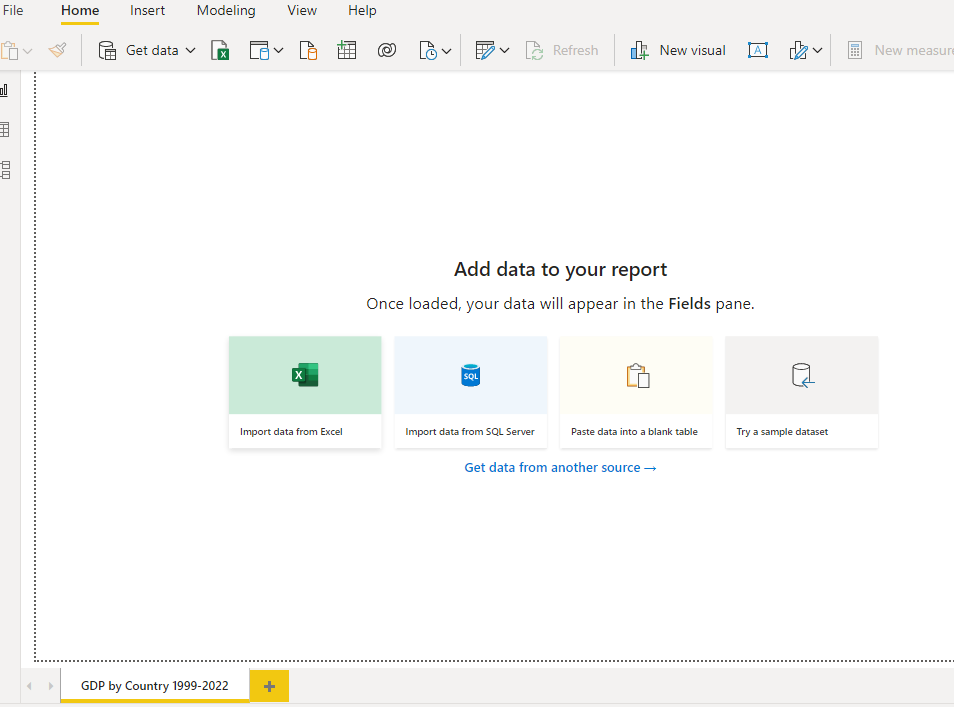 File Home Insert Modeling View Help
Get data Refresh New visual A New measure
Add data to your report
Once loaded, your data will appear in the Fields pane.
SQL
Import data from Excel Import data from SQL Server Paste data into a blank table Try a sample dataset
Get data from another source →
GDP by Country 1999-2022 +